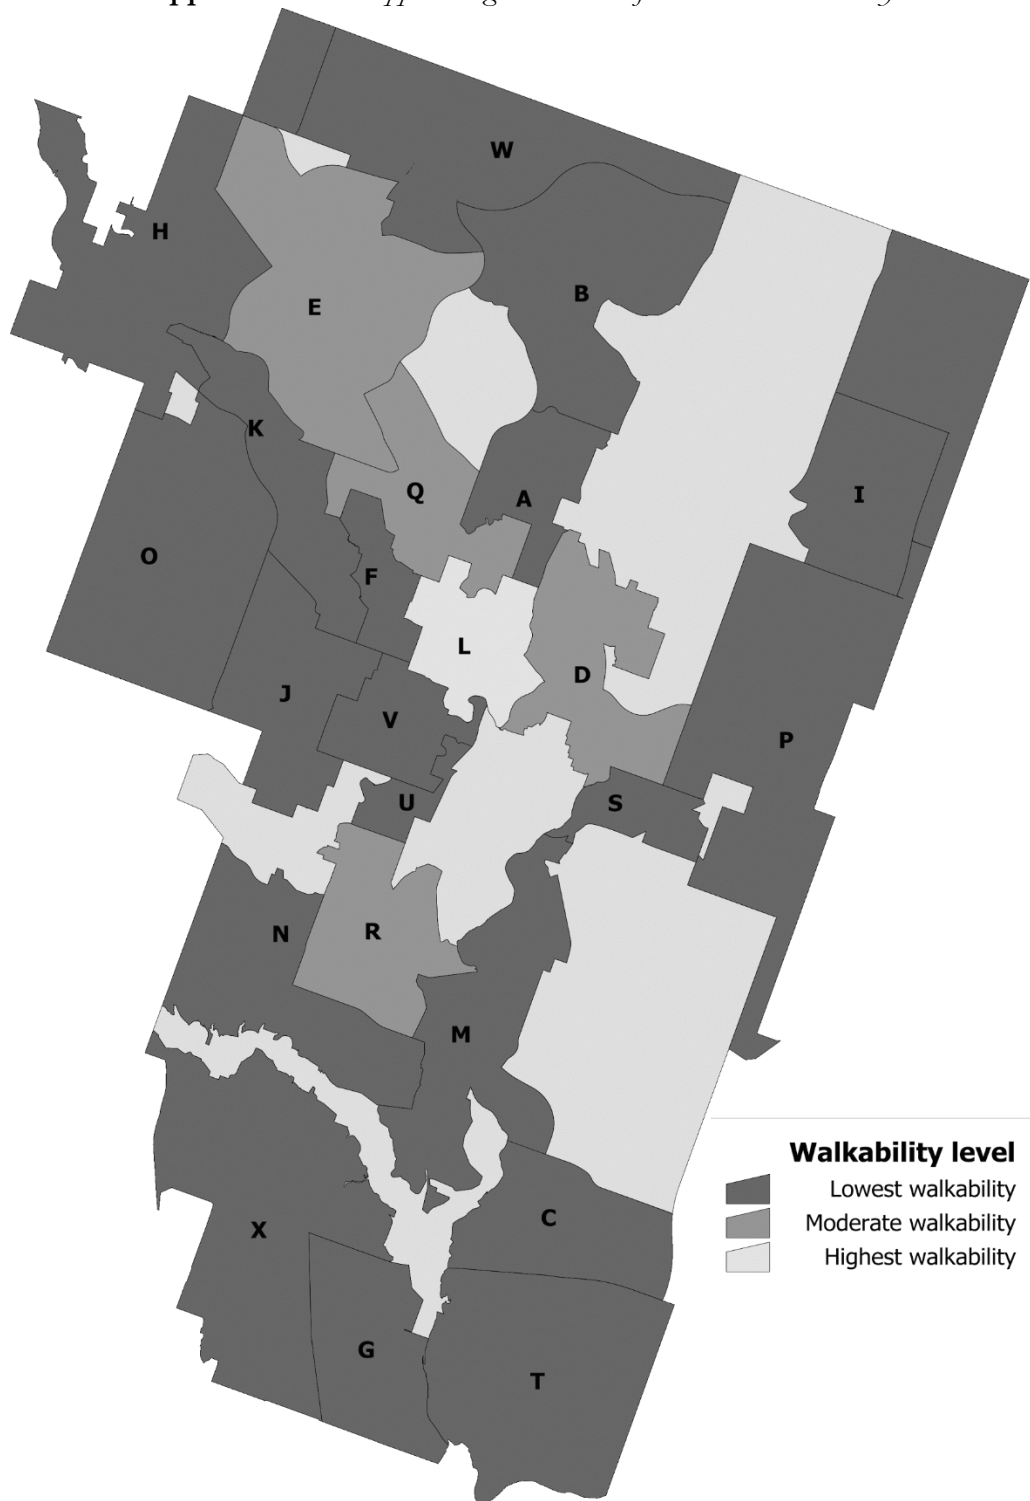 W
H
B
E
K
I
Q
A
O
F
L
D
J
V
P
U
S
N
R
M
Walkability level
Lowest walkability
Moderate walkability
Highest walkability
X
C
G
T